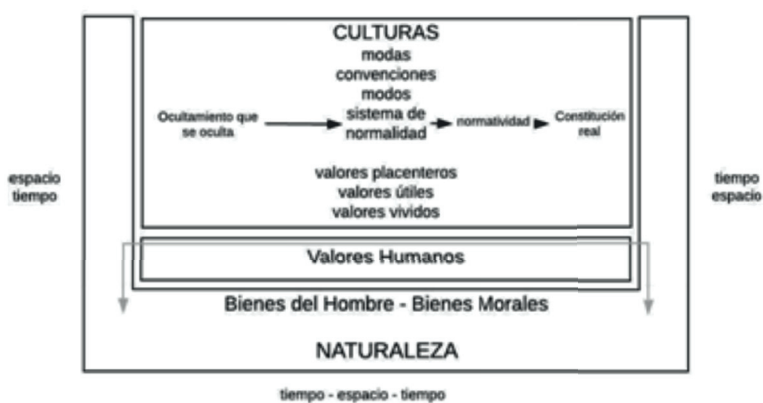 CULTURAS
modas
convenciones
modos
Ocultamiento que
se oculta
sistema de
normalidad
normatividad
Constitución
real
espacio
tiempo
valores placenteros
valores útiles
valores vividos
tiempo
espacio
Valores Humanos
Bienes del Hombre - Bienes Morales
NATURALEZA
tiempo - espacio - tiempo